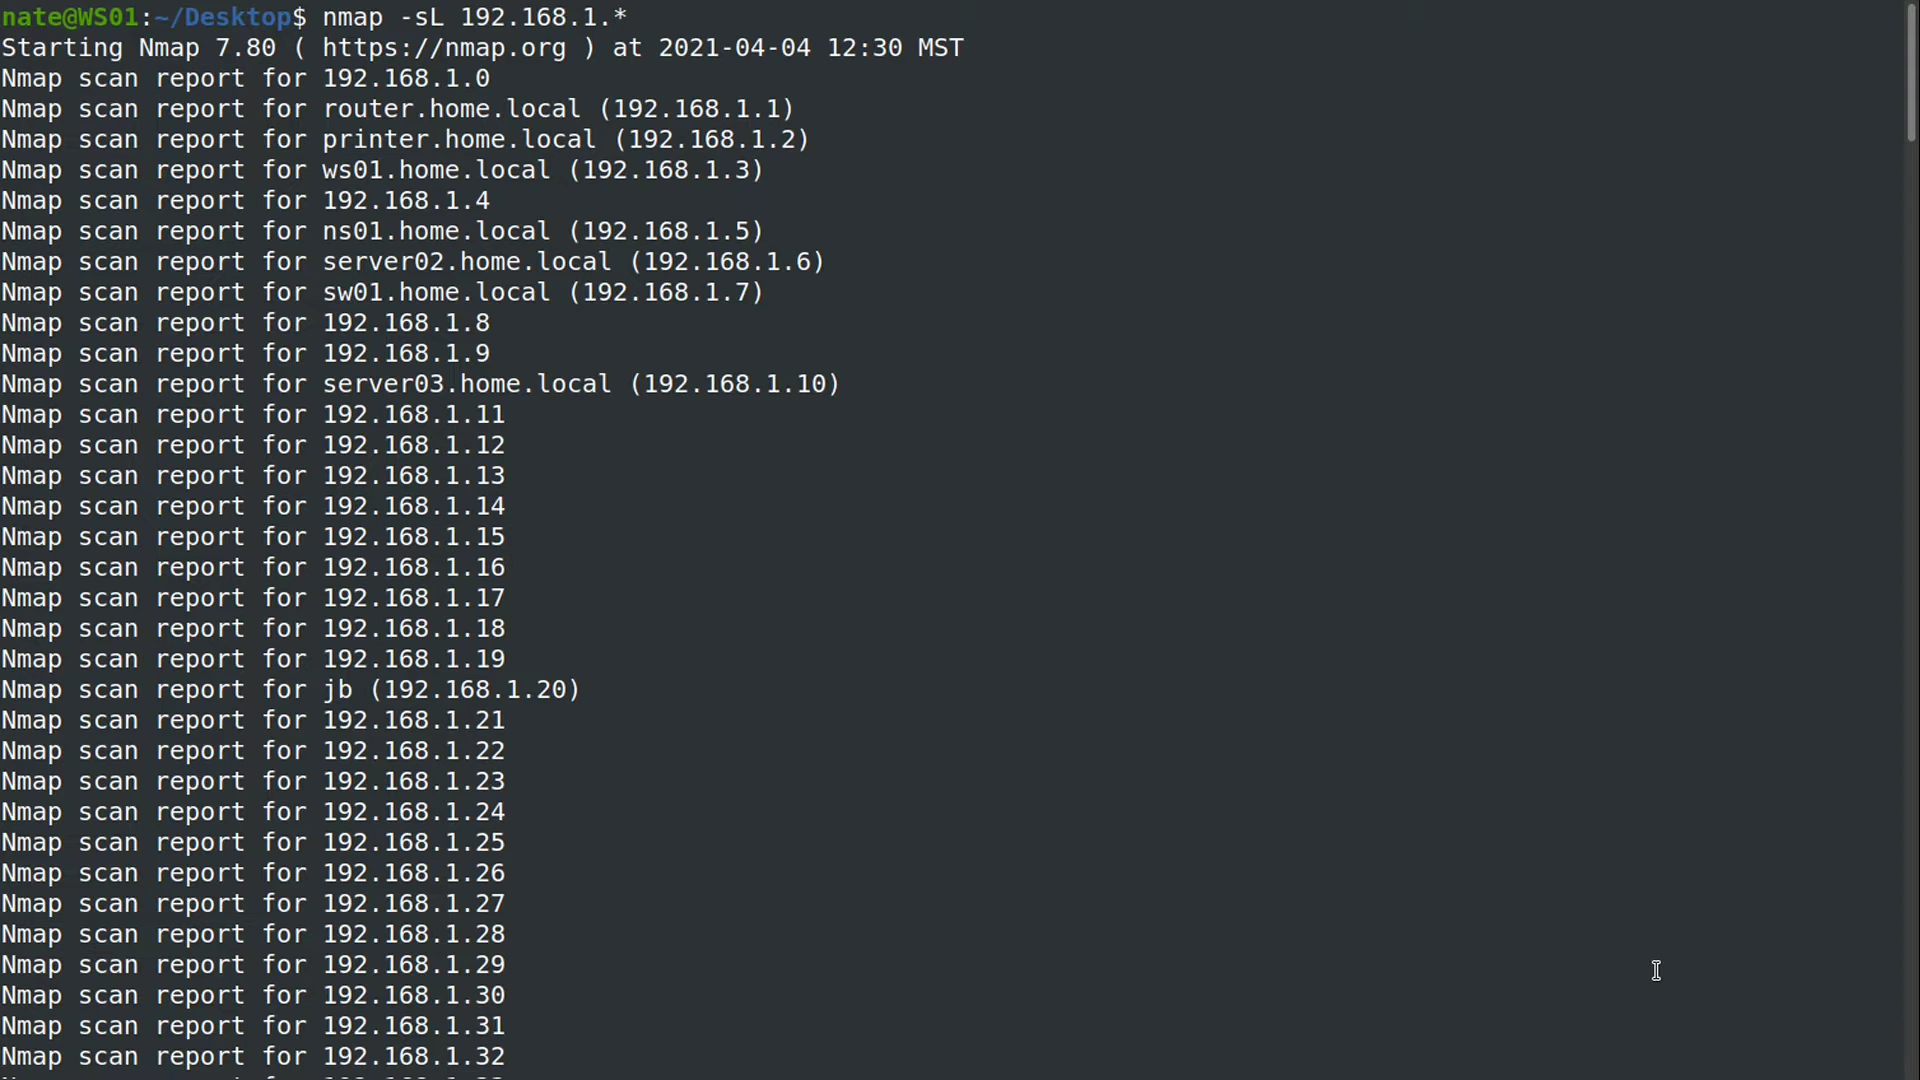 nate@WS01:~/Desktop$ nmap -sL 192.168.1.*
Starting Nmap 7.80 ( https://nmap.org ) at 2021-04-04 12:30 MST
Nmap scan report for 192.168.1.0
Nmap scan report for router.home.local (192.168.1.1)
Nmap scan report for printer.home.local (192.168.1.2)
Nmap scan report for ws01.home.local (192.168.1.3)
Nmap scan report for 192.168.1.4
Nmap scan report for ns01.home.local (192.168.1.5)
Nmap scan report for server02.home.local (192.168.1.6)
Nmap scan report for sw01.home.local (192.168.1.7)
Nmap scan report for 192.168.1.8
Nmap scan report for 192.168.1.9
Nmap scan report for server03.home.local (192.168.1.10)
Nmap scan report for 192.168.1.11
Nmap scan report for 192.168.1.12
Nmap scan report for 192.168.1.13
Nmap scan report for 192.168.1.14
Nmap scan report for 192.168.1.15
Nmap scan report for 192.168.1.16
Nmap scan report for 192.168.1.17
Nmap scan report for 192.168.1.18
Nmap scan report for 192.168.1.19
Nmap scan report for jb (192.168.1.20)
Nmap scan report for 192.168.1.21
Nmap scan report for 192.168.1.22
Nmap scan report for 192.168.1.23
Nmap scan report for 192.168.1.24
Nmap scan report for 192.168.1.25
Nmap scan report for 192.168.1.26
Nmap scan report for 192.168.1.27
Nmap scan report for 192.168.1.28
Nmap scan report for 192.168.1.29
Nmap scan report for 192.168.1.30
Nmap scan report for 192.168.1.31
Nmap scan report for 192.168.1.32